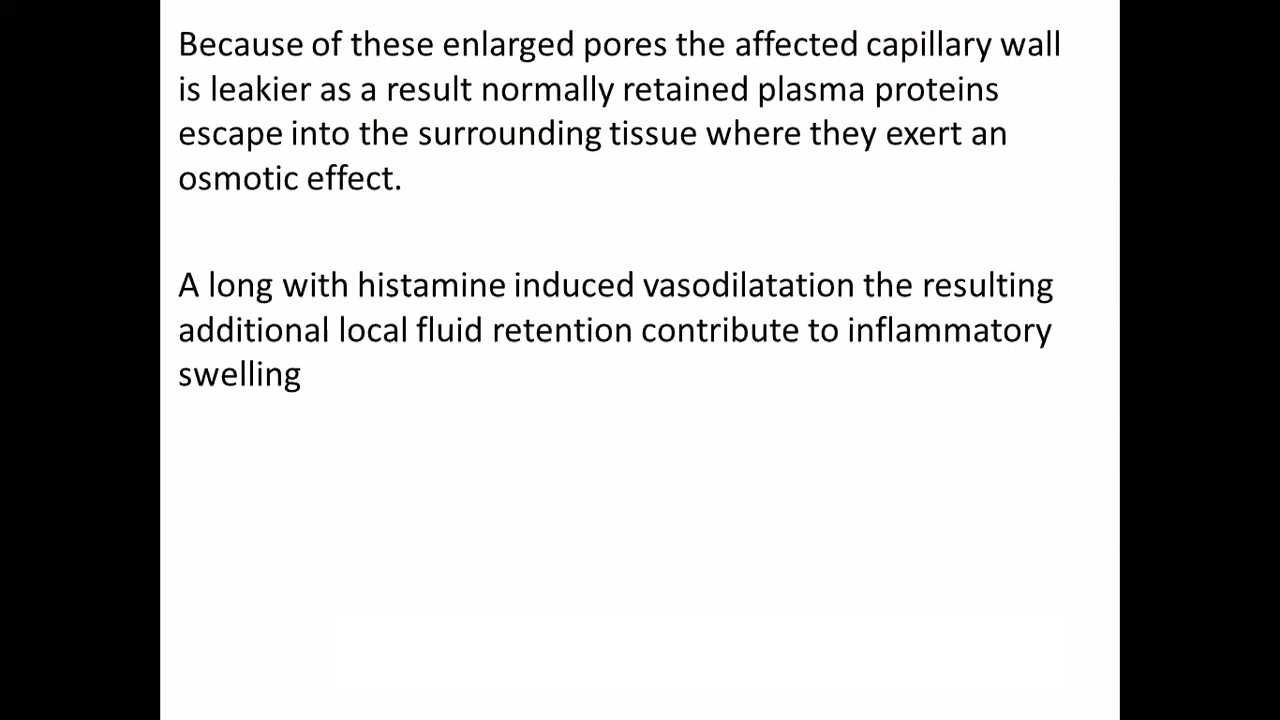 Because of these enlarged pores the affected capillary wall
is leakier as a result normally retained plasma proteins
escape into the surrounding tissue where they exert an
osmotic effect.
A long with histamine induced vasodilatation the resulting
additional local fluid retention contribute to inflammatory
swelling